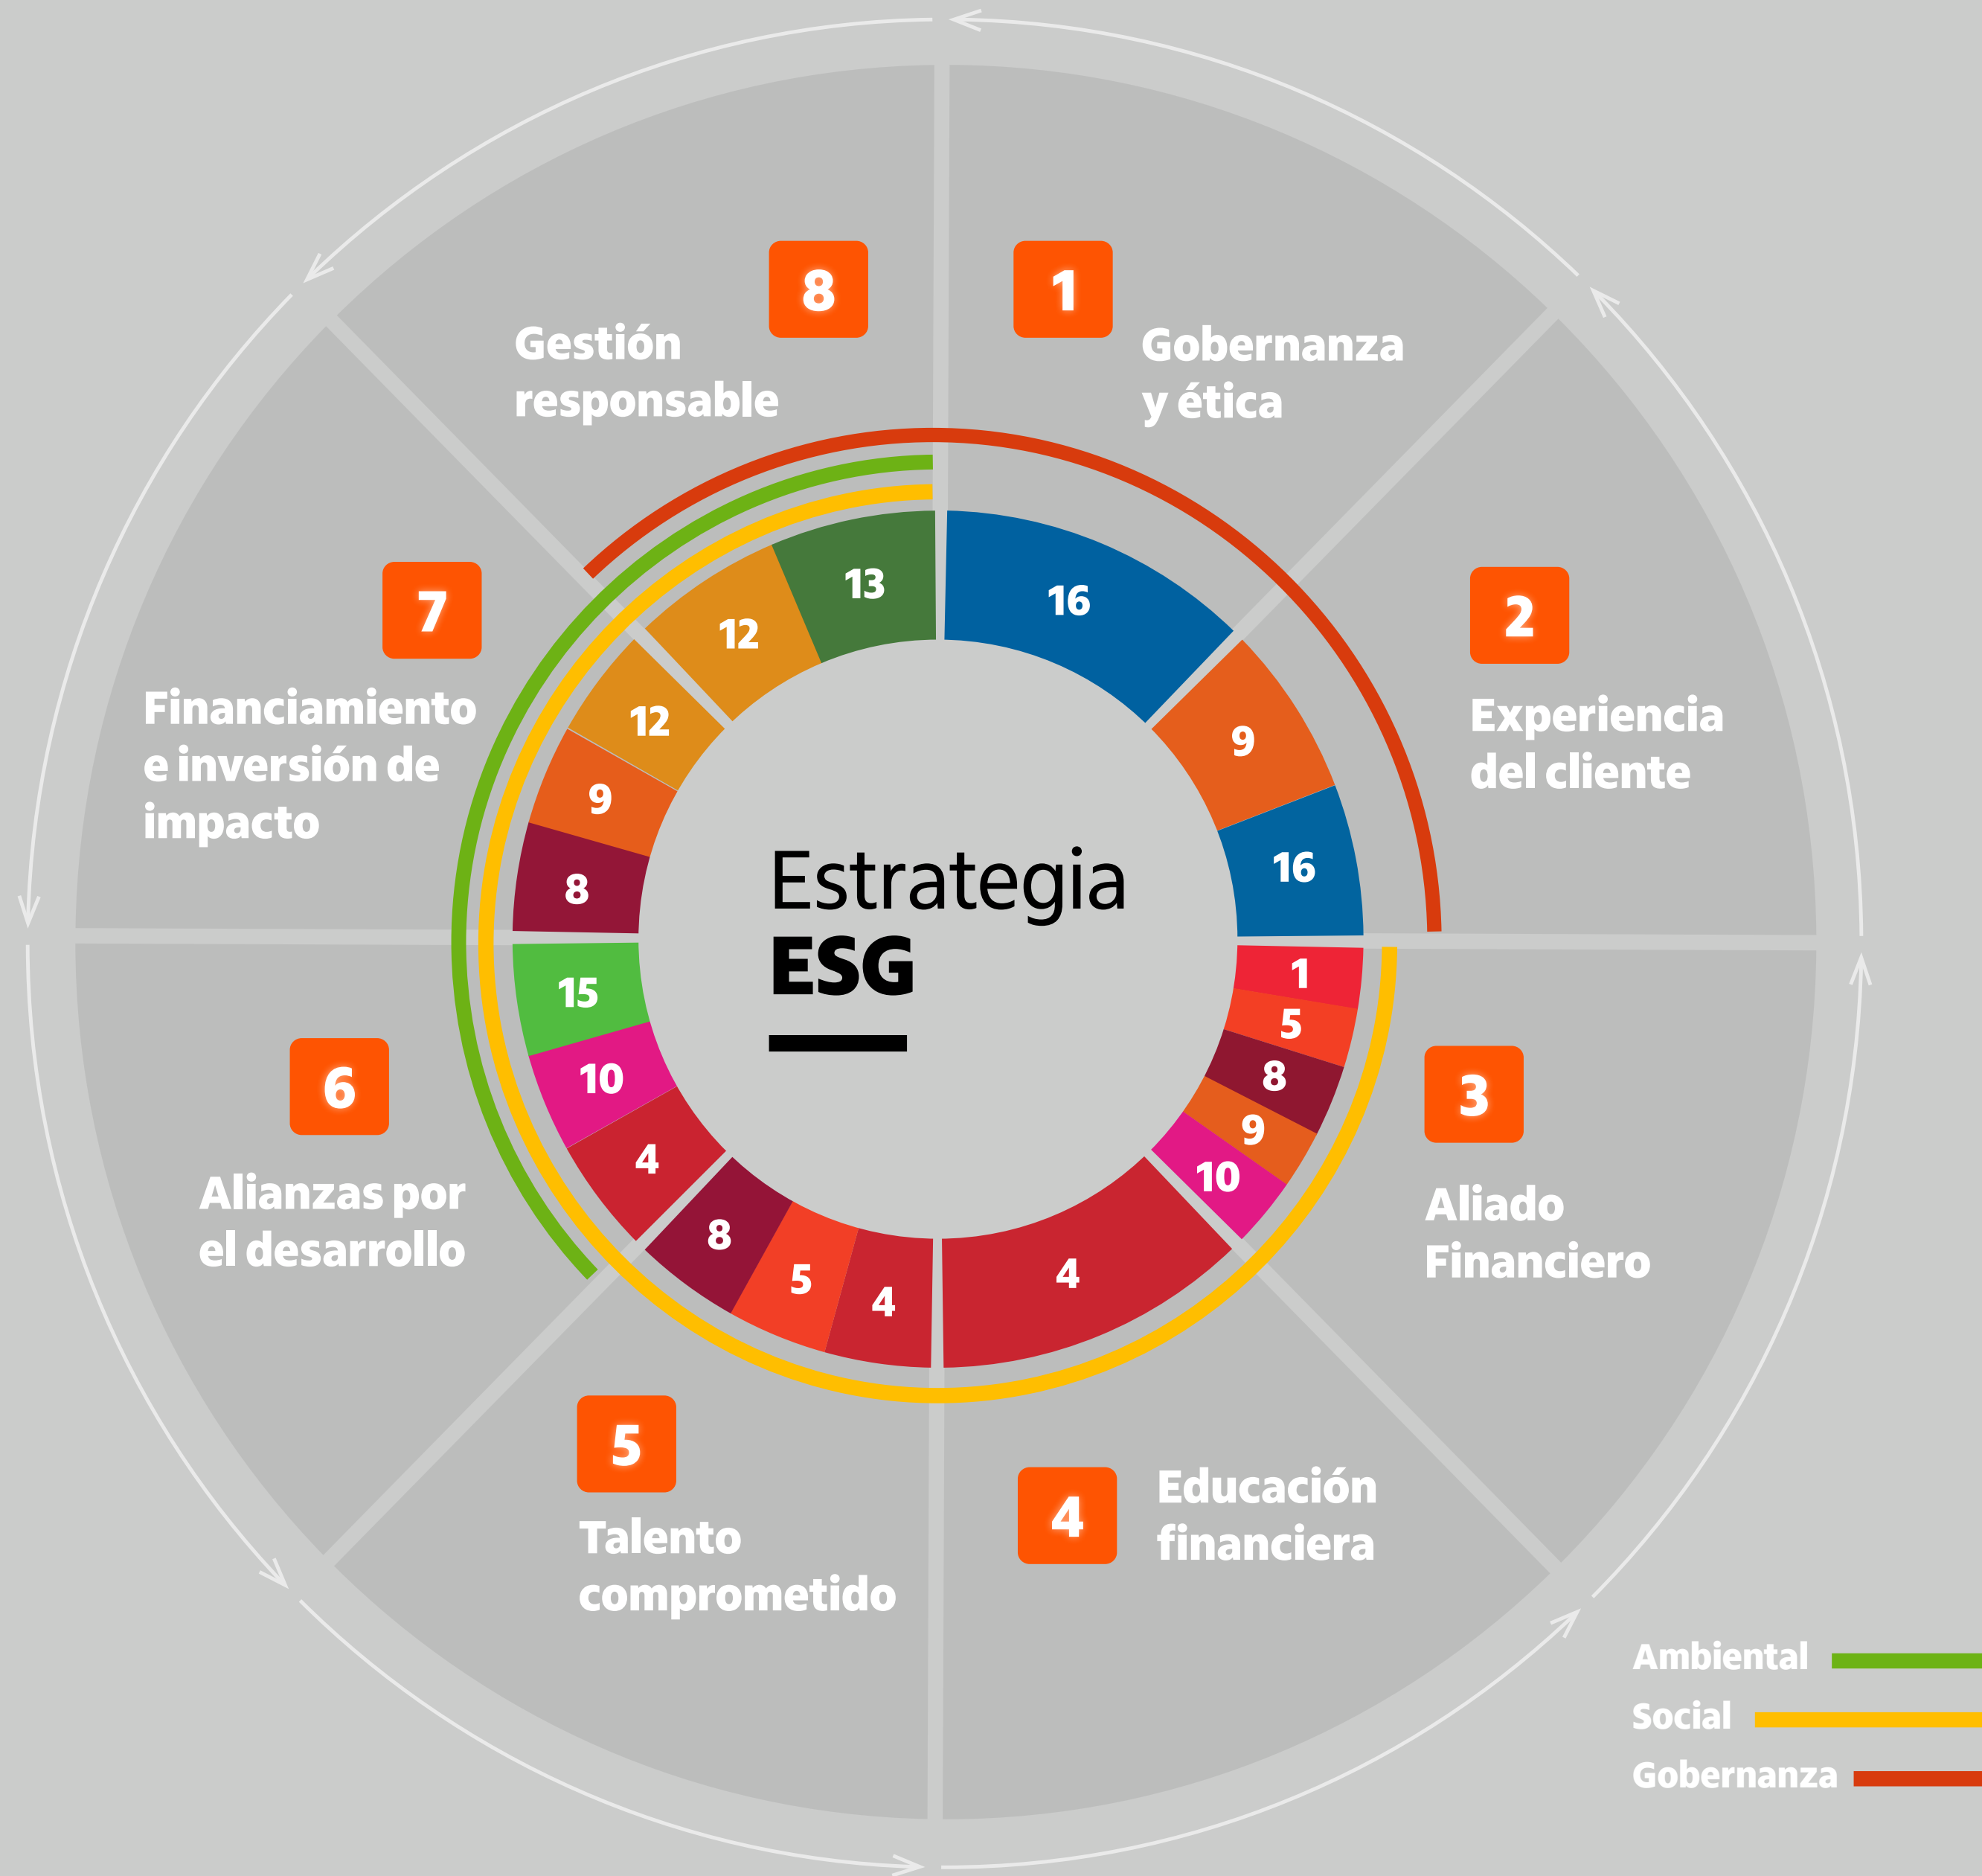 Estrategia
ESG
1
Gobernanza
y ética
16
2
Experiencia
del cliente
9
16
3
Aliado
Financiero
1
5
8
9
10
4
Educación
financiera
4
5
Talento
comprometido
4
5
8
6
Alianzas por
el desarrollo
4
10
15
7
Financiamiento
e inversión de
impacto
8
9
12
8
Gestión
responsable
12
13
Ambiental
Social
Gobernanza